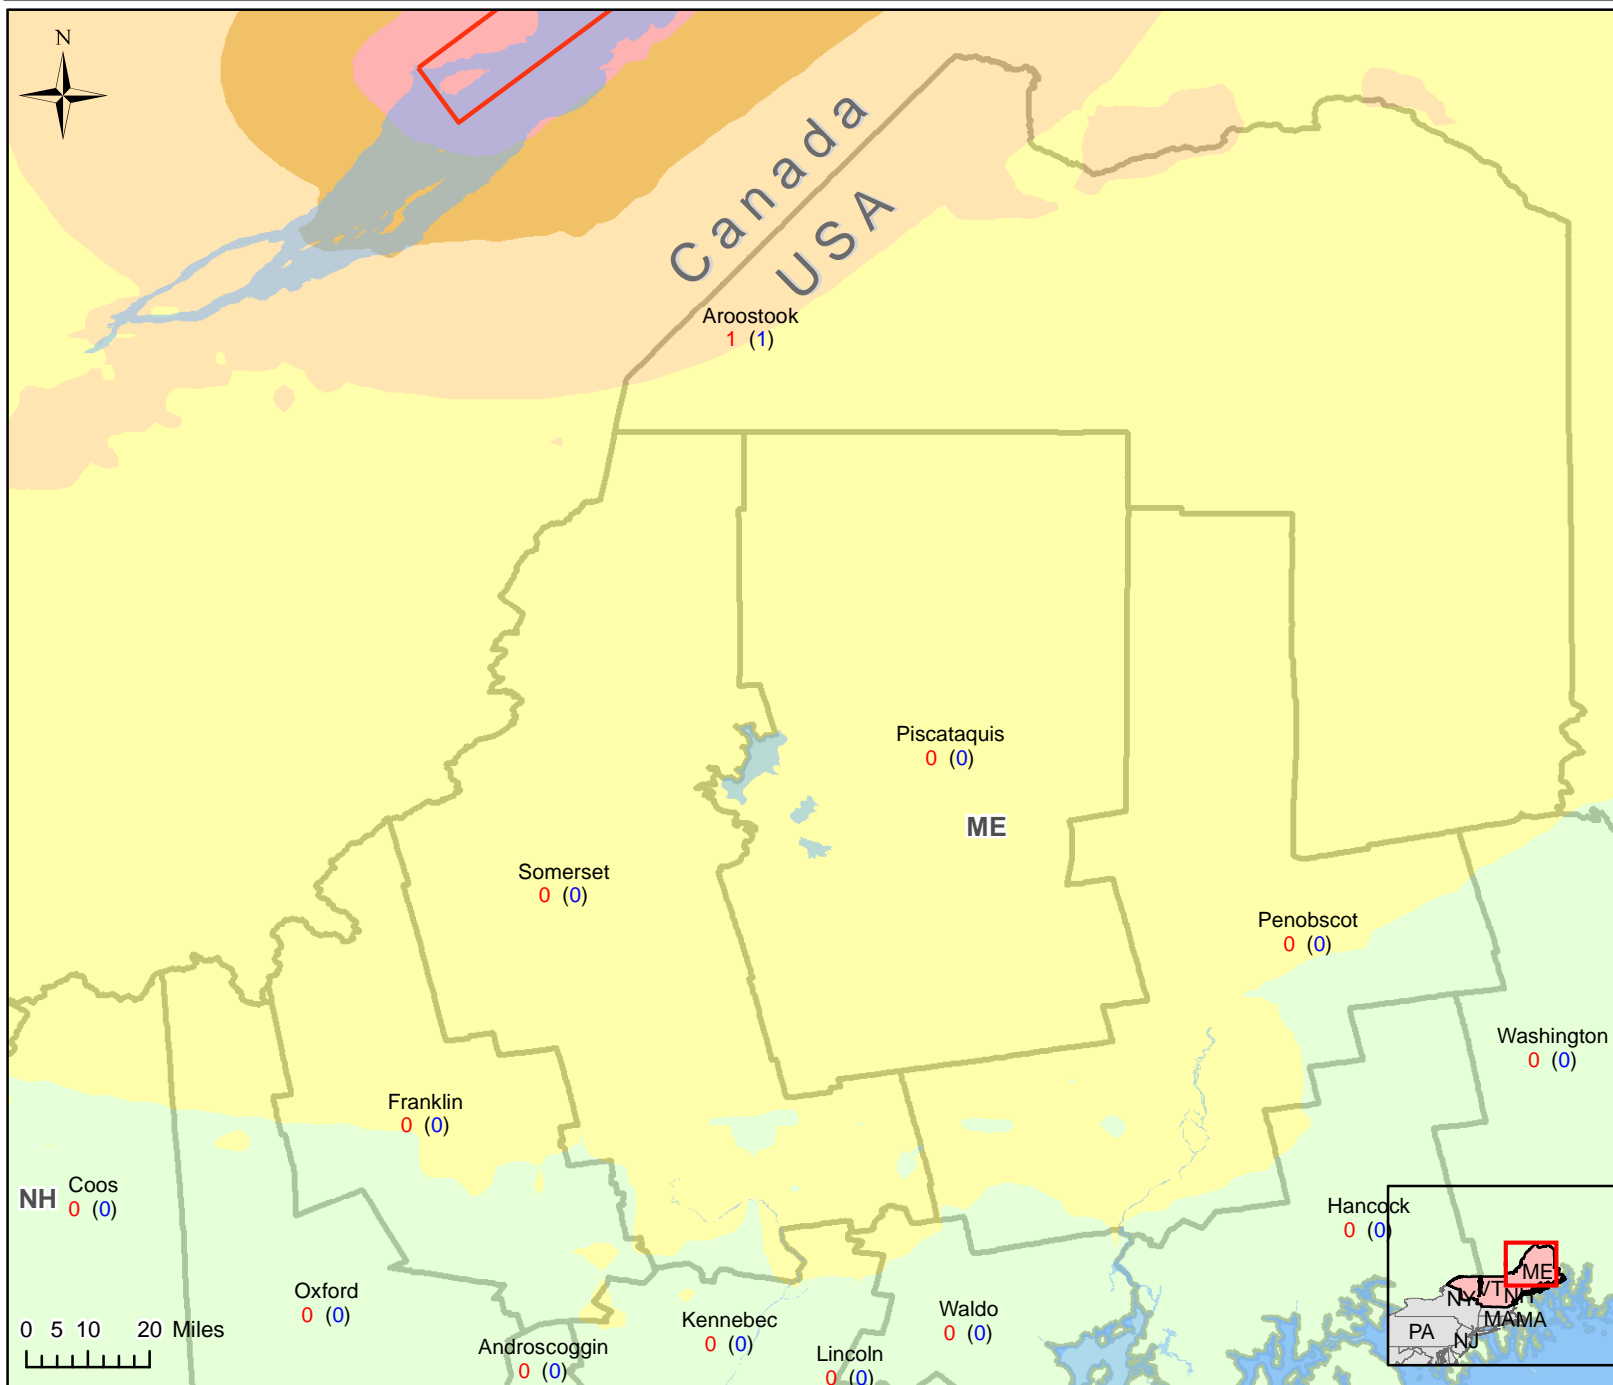 N
Canada
USA
Aroostook
1 (1)
Piscataquis
0 (0)
ME
Somerset
0 (0)
Penobscot
0 (0)
Washington
0 (0)
Franklin
0 (0)
NH
Coos
0 (0)
Hancock
0 (0)
Oxford
0 (0)
Kennebec
0 (0)
Waldo
0 (0)
Androscoggin
0 (0)
Lincoln
0 (0)
0 5 10 20 Miles
ME
VT
NY
NH
MA
MA
PA
NJ